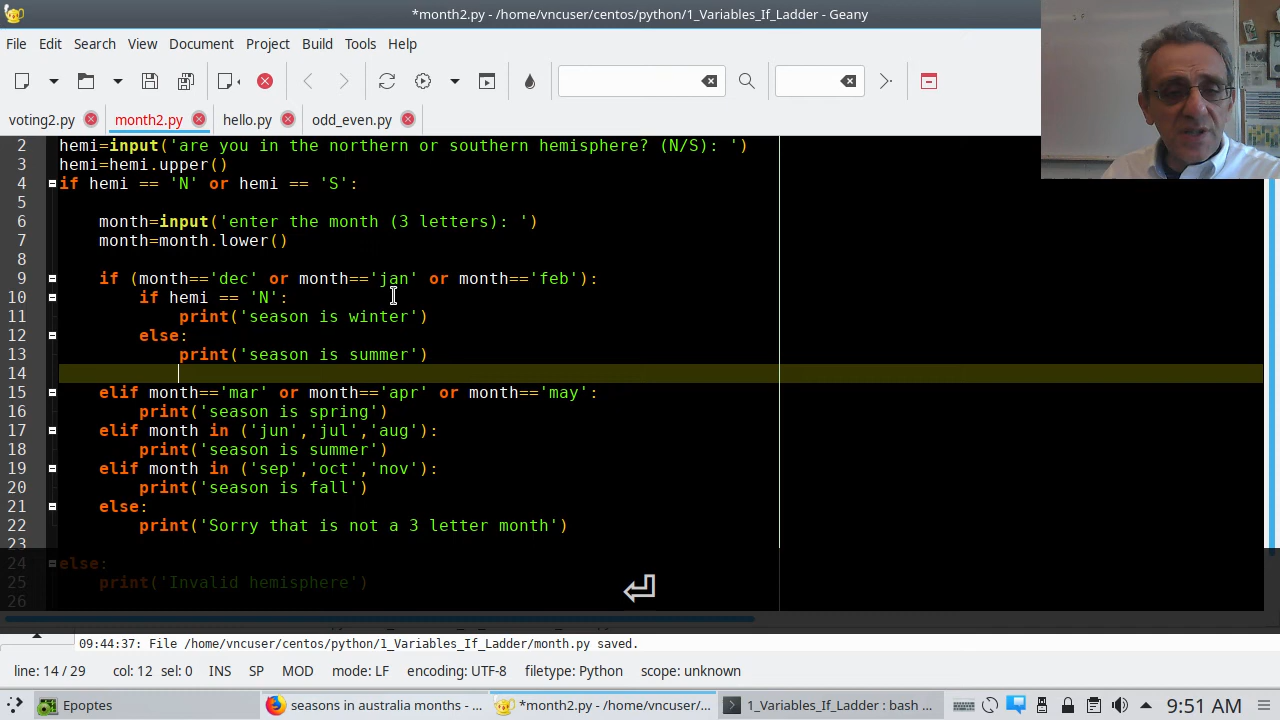 *month2.py - /home/vncuser/centos/python/1_Variables_If_Ladder - Geany
File Edit Search View Document Project Build Tools Help
voting2.py month2.py hello.py odd_even.py
2 hemi=input('are you in the northern or southern hemisphere? (N/S): ')
3 hemi=hemi.upper()
4 if hemi == 'N' or hemi == 'S':
5
6 month=input('enter the month (3 letters): ')
7 month=month.lower()
8
9 if (month=='dec' or month=='jan' or month=='feb'):
10 if hemi == 'N':
11 print('season is winter')
12 else:
13 print('season is summer')
14
15 elif month=='mar' or month=='apr' or month=='may':
16 print('season is spring')
17 elif month in ('jun','jul','aug'):
18 print('season is summer')
19 elif month in ('sep','oct','nov'):
20 print('season is fall')
21 else:
22 print('Sorry that is not a 3 letter month')
23
24 else:
25 print('Invalid hemisphere')
26
09:44:37: File /home/vncuser/centos/python/1_Variables_If_Ladder/month.py saved.
line: 14 / 29 col: 12 sel: 0 INS SP MOD mode: LF encoding: UTF-8 filetype: Python scope: unknown
Epoptes seasons in australia months - ... *month2.py - /home/vncuser/... 1_Variables_If_Ladder : bash ... 9:51 AM